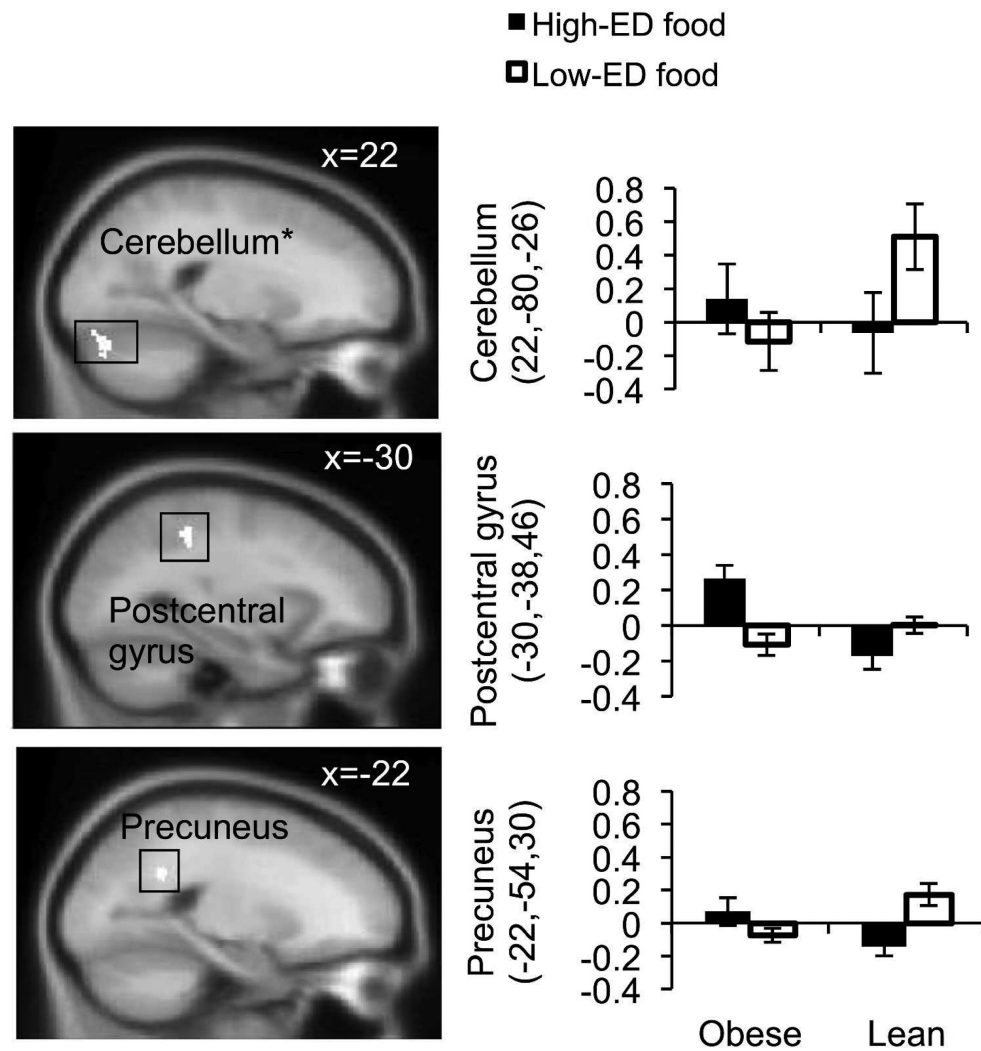 High-ED food
Low-ED food
x=22
Cerebellum*
Cerebellum
(22,-80,-26)
0.8
0.6
0.4
0.2
0
-0.2
-0.4
x=-30
Postcentral
gyrus
Postcentral gyrus
(-30,-38,46)
0.8
0.6
0.4
0.2
0
-0.2
-0.4
x=-22
Precuneus
Precuneus
(-22,-54,30)
0.8
0.6
0.4
0.2
0
-0.2
-0.4
Obese
Lean